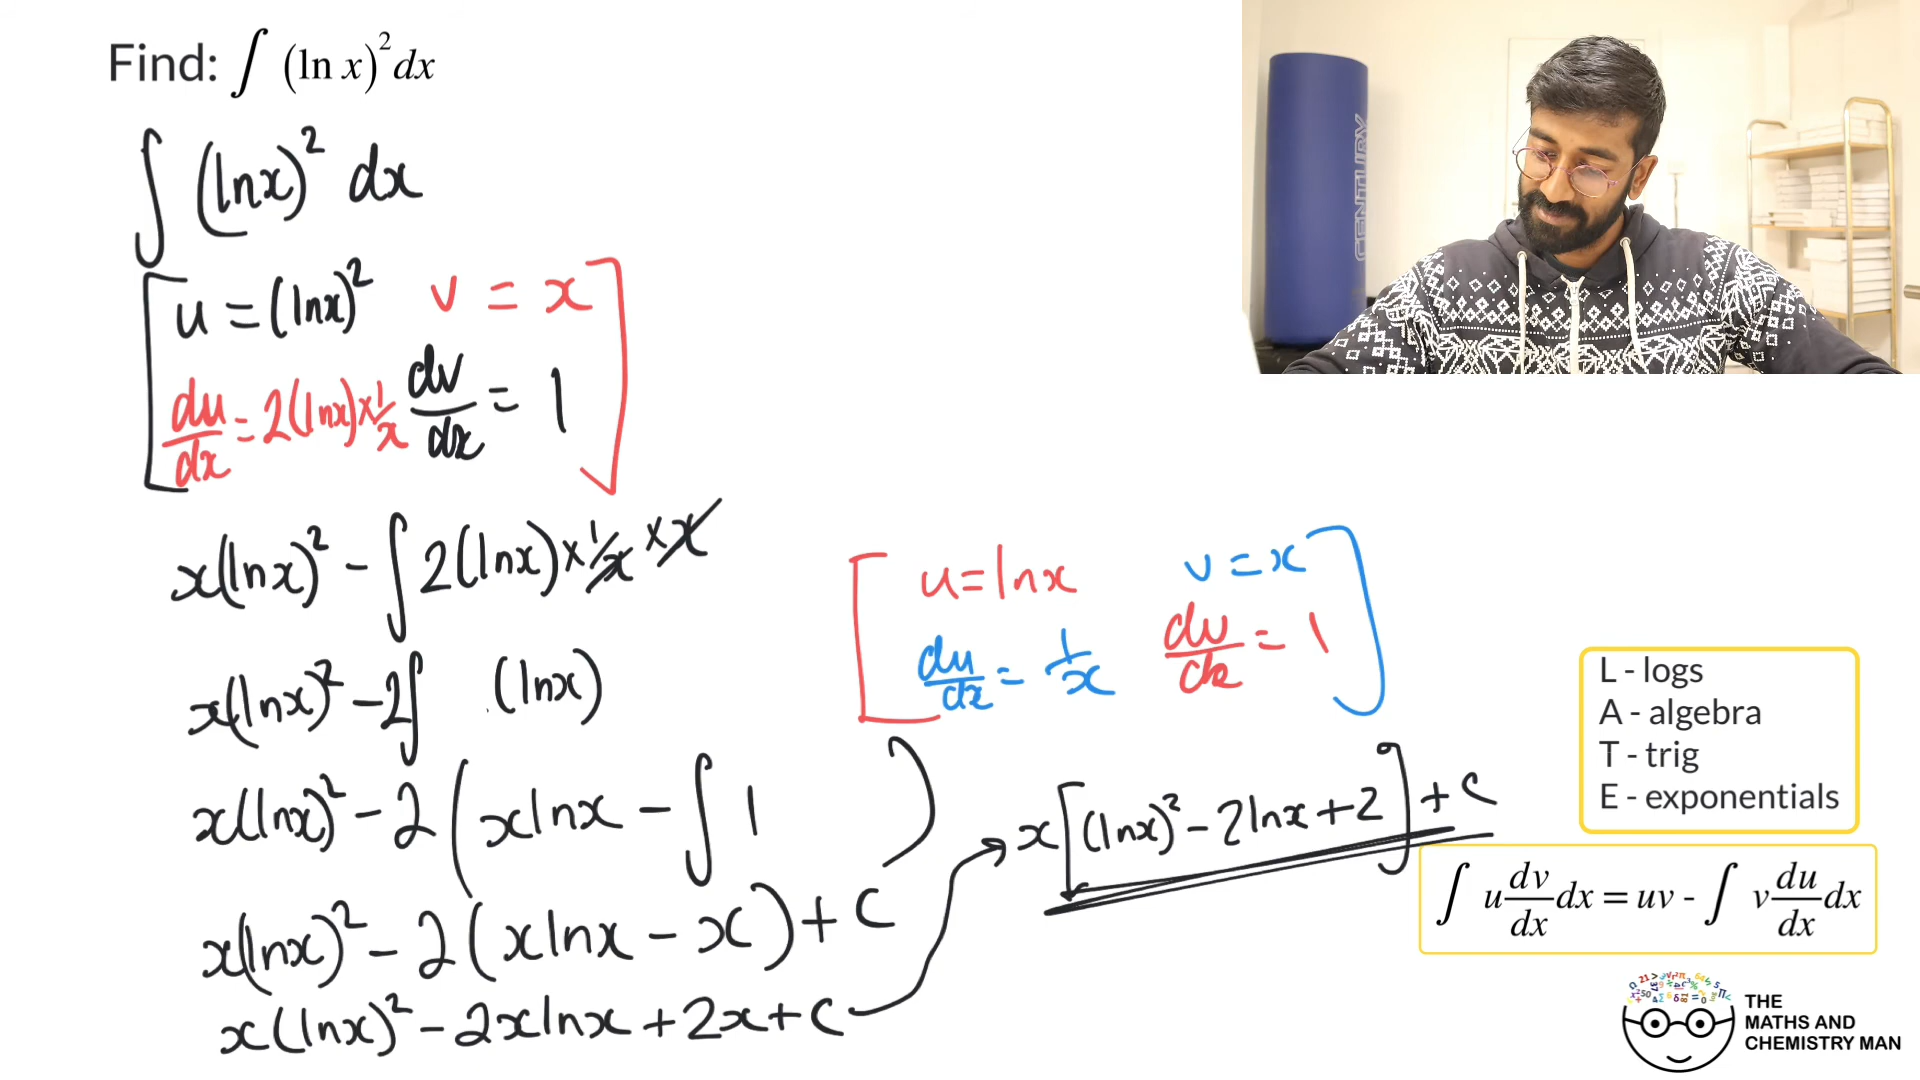 Find: ∫ (ln x)² dx
∫ (lnx)² dx
u = (lnx)² v = x
du/dx = 2(lnx) × 1/x dv/dx = 1
x(lnx)² - ∫ 2(lnx) × 1/x × x
x(lnx)² - 2∫ (lnx)
x(lnx)² - 2(xlnx - ∫ 1 )
x(lnx)² - 2(xlnx - x) + c
x(lnx)² - 2xlnx + 2x + c
u = lnx v = x
du/dx = 1/x dv/dx = 1
x[(lnx)² - 2lnx + 2] + c
L - logs
A - algebra
T - trig
E - exponentials
∫ u dv/dx dx = uv - ∫ v du/dx dx
THE
MATHS AND
CHEMISTRY MAN
CENTURY